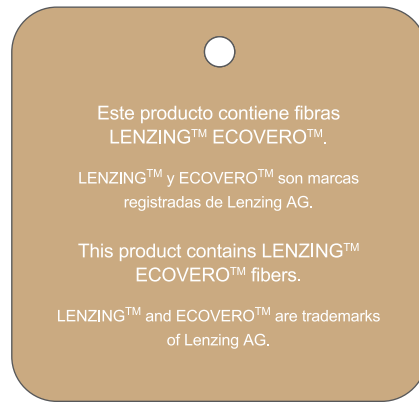 Este producto contiene fibras
LENZING™ ECOVERO™.
LENZING™ y ECOVERO™ son marcas
registradas de Lenzing AG.
This product contains LENZING™
ECOVERO™ fibers.
LENZING™ and ECOVERO™ are trademarks
of Lenzing AG.